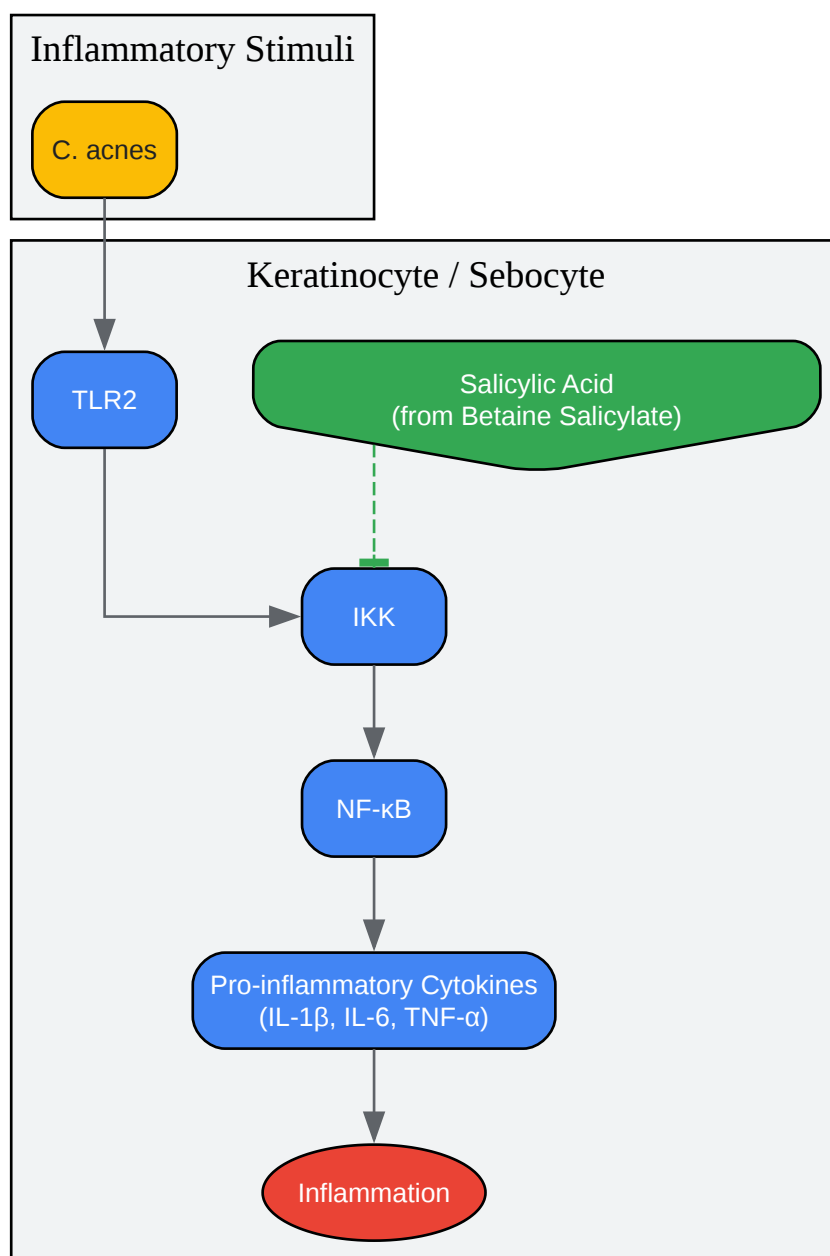 Inflammatory Stimuli
C. acnes
Keratinocyte / Sebocyte
TLR2
Salicylic Acid
(from Betaine Salicylate)
IKK
NF-κB
Pro-inflammatory Cytokines
(IL-1β, IL-6, TNF-α)
Inflammation